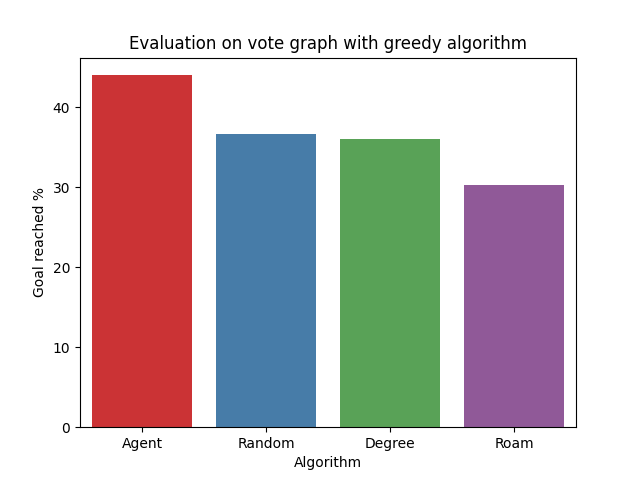 Evaluation on vote graph with greedy algorithm
Goal reached %
40
30
20
10
0
Agent Random Degree Roam
Algorithm